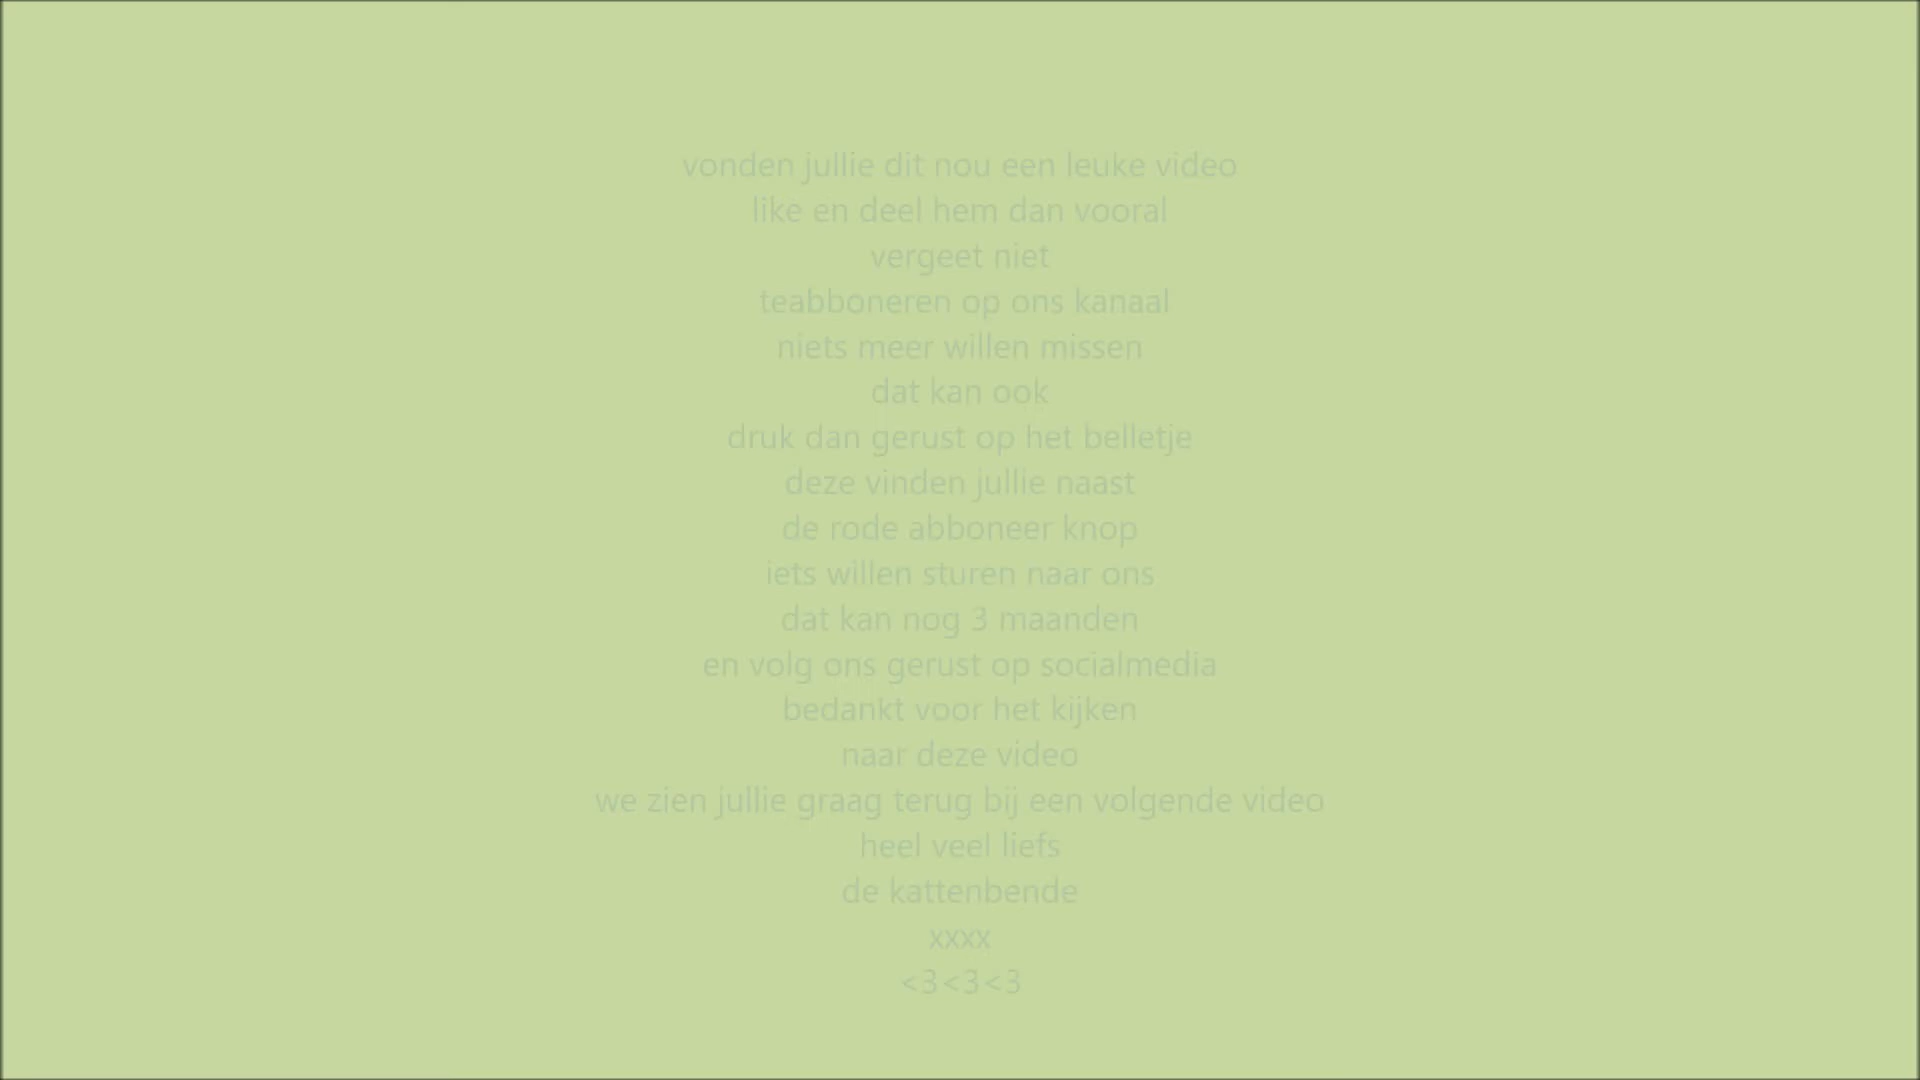 vonden jullie dit nou een leuke video
like en deel hem dan vooral
vergeet niet
teabboneren op ons kanaal
niets meer willen missen
dat kan ook
druk dan gerust op het belletje
deze vinden jullie naast
de rode abboneer knop
iets willen sturen naar ons
dat kan nog 3 maanden
en volg ons gerust op socialmedia
bedankt voor het kijken
naar deze video
we zien jullie graag terug bij een volgende video
heel veel liefs
de kattenbende
xxxx
<3<3<3